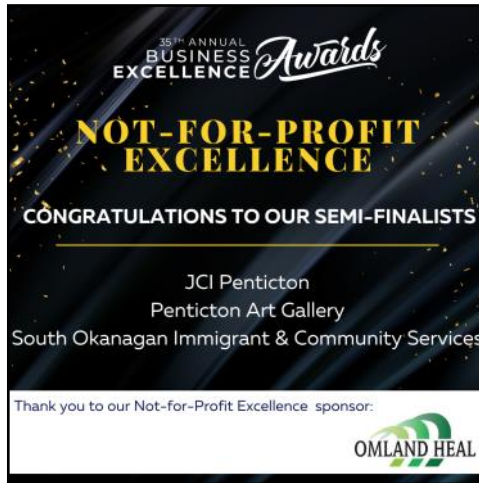 35TH ANNUAL
BUSINESS
EXCELLENCE Awards
NOT-FOR-PROFIT
EXCELLENCE
CONGRATULATIONS TO OUR SEMI-FINALISTS
JCI Penticton
Penticton Art Gallery
South Okanagan Immigrant & Community Services
Thank you to our Not-for-Profit Excellence sponsor:
OMLAND HEAL